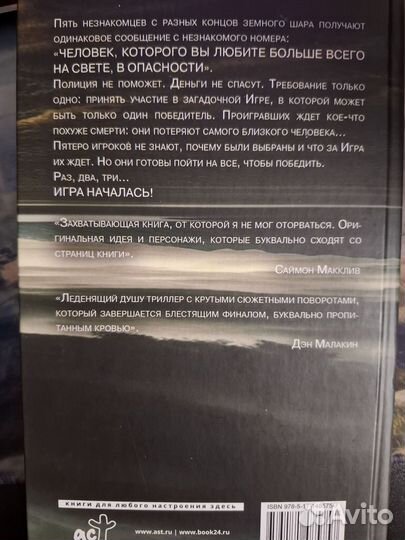 Пять незнакомцев с разных концов земного шара получают
одинаковое сообщение с незнакомого номера:
«ЧЕЛОВЕК, КОТОРОГО ВЫ ЛЮБИТЕ БОЛЬШЕ ВСЕГО
НА СВЕТЕ, В ОПАСНОСТИ».
Полиция не поможет. Деньги не спасут. Требование только
одно: принять участие в загадочной Игре, в которой может
быть только один победитель. Проигравших ждет кое-что
похуже смерти: они потеряют самого близкого человека...
Пятеро игроков не знают, почему были выбраны и что за Игра
их ждет. Но они готовы пойти на все, чтобы победить.
Раз, два, три...
ИГРА НАЧАЛАСЬ!
«Захватывающая книга, от которой я не мог оторваться. Ори-
гинальная идея и персонажи, которые буквально сходят со
страниц книги».
Саймон Макклив
«Леденящий душу триллер с крутыми сюжетными поворотами,
который завершается блестящим финалом, буквально пропи-
танным кровью».
Дэн Малакин
книги для любого настроения здесь
аст
www.ast.ru www.book24.ru
ISBN 978-5-1
Avito